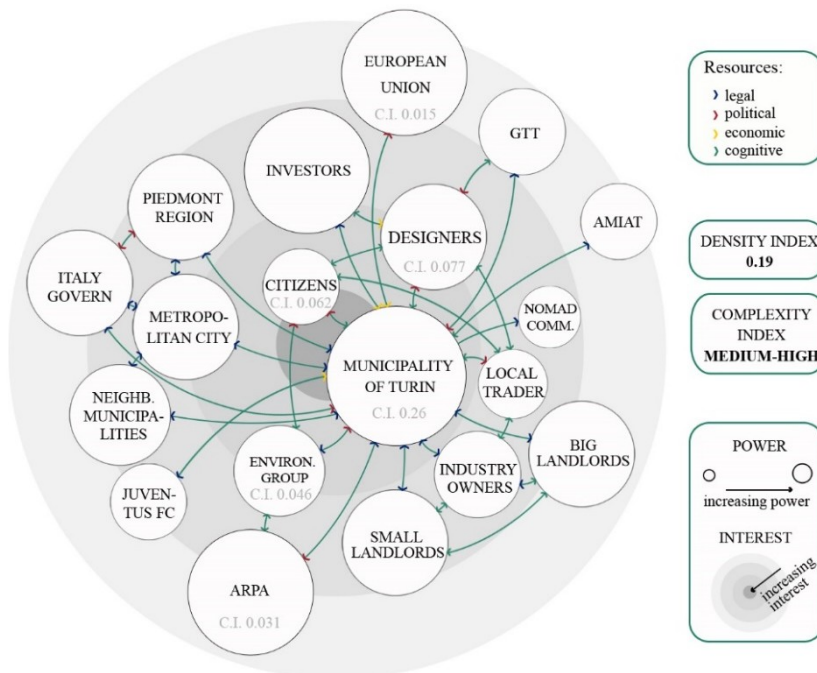 EUROPEAN
UNION
C.I. 0.015
GTT
INVESTORS
PIEDMONT
REGION
AMIAT
DESIGNERS
C.I. 0.077
ITALY
GOVERN
CITIZENS
C.I. 0.062
METROPO-
LITAN CITY
NOMAD
COMM.
MUNICIPALITY
OF TURIN
C.I. 0.26
LOCAL
TRADER
NEIGHB.
MUNICIPA-
LITIES
BIG
LANDLORDS
ENVIRON.
GROUP
C.I. 0.046
INDUSTRY
OWNERS
JUVEN-
TUS FC
SMALL
LANDLORDS
ARPA
C.I. 0.031
Resources:
legal
political
economic
cognitive
DENSITY INDEX
0.19
COMPLEXITY
INDEX
MEDIUM-HIGH
POWER
increasing power
INTEREST
increasing
interest